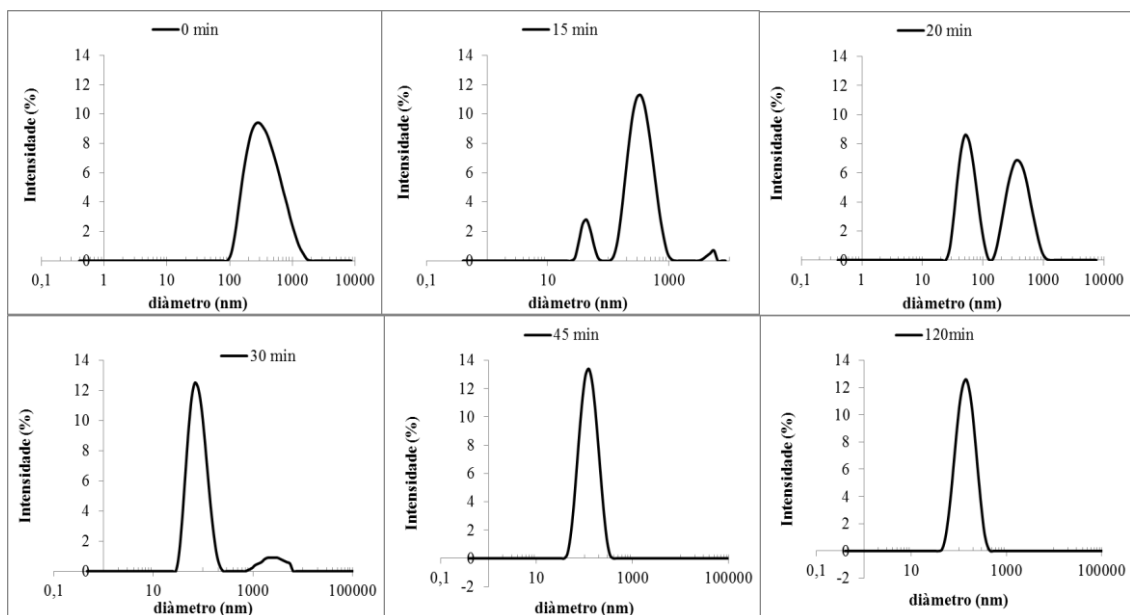 0 min
14
12
10
8
6
4
2
0
Intensidade (%)
0,1 1 10 100 1000 10000
diàmetro (nm)
15 min
14
12
10
8
6
4
2
0
Intensidade (%)
0,1 10 1000
diàmetro (nm)
20 min
14
12
10
8
6
4
2
0
Intensidade (%)
0,1 1 10 100 1000 10000
diàmetro (nm)
30 min
14
12
10
8
6
4
2
0
Intensidade (%)
0,1 10 1000 100000
diàmetro (nm)
45 min
14
12
10
8
6
4
2
0
-2
Intensidade (%)
0,1 10 1000 100000
diàmetro (nm)
120min
14
12
10
8
6
4
2
0
-2
Intensidade (%)
0,1 10 1000 100000
diàmetro (nm)